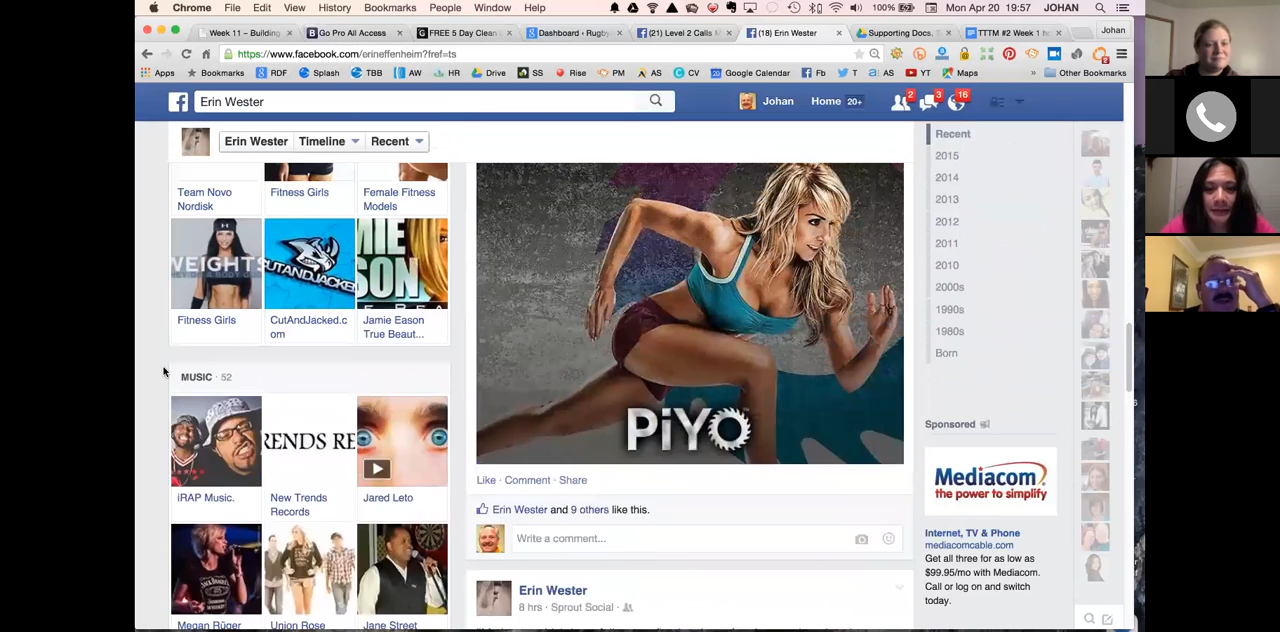 Chrome File Edit View History Bookmarks People Window Help 100% Mon Apr 20 19:57 JOHAN
Week 11 – Building Go Pro All Access FREE 5 Day Clean Dashboard ‹ Rugby (21) Level 2 Calls (18) Erin Wester Supporting Docs. TTTM #2 Week 1 Johan
https://www.facebook.com/erineffenheim?fref=ts
Apps Bookmarks RDF Splash TBB AW HR Drive SS Rise PM AS CV Google Calendar Fb T AS YT Maps » Other Bookmarks
Erin Wester Johan Home 20+ 2 3 16
Erin Wester Timeline Recent
Recent
2015
2014
2013
2012
2011
2010
2000s
1990s
1980s
Born
Team Novo Nordisk
Fitness Girls
Female Fitness Models
WEIGHTS
CUTANDJACKED
Fitness Girls
CutAndJacked.c
om
Jamie Eason
True Beaut...
MUSIC · 52
iRAP Music.
New Trends
Records
Jared Leto
Megan Rüger
Union Rose
Jane Street
PiYO
Like · Comment · Share
Erin Wester and 9 others like this.
Write a comment...
Erin Wester
8 hrs · Sprout Social ·
Sponsored
Mediacom
the power to simplify
Internet, TV & Phone
mediacomcable.com
Get all three for as low as
$99.95/mo with Mediacom.
Call or log on and switch
today.